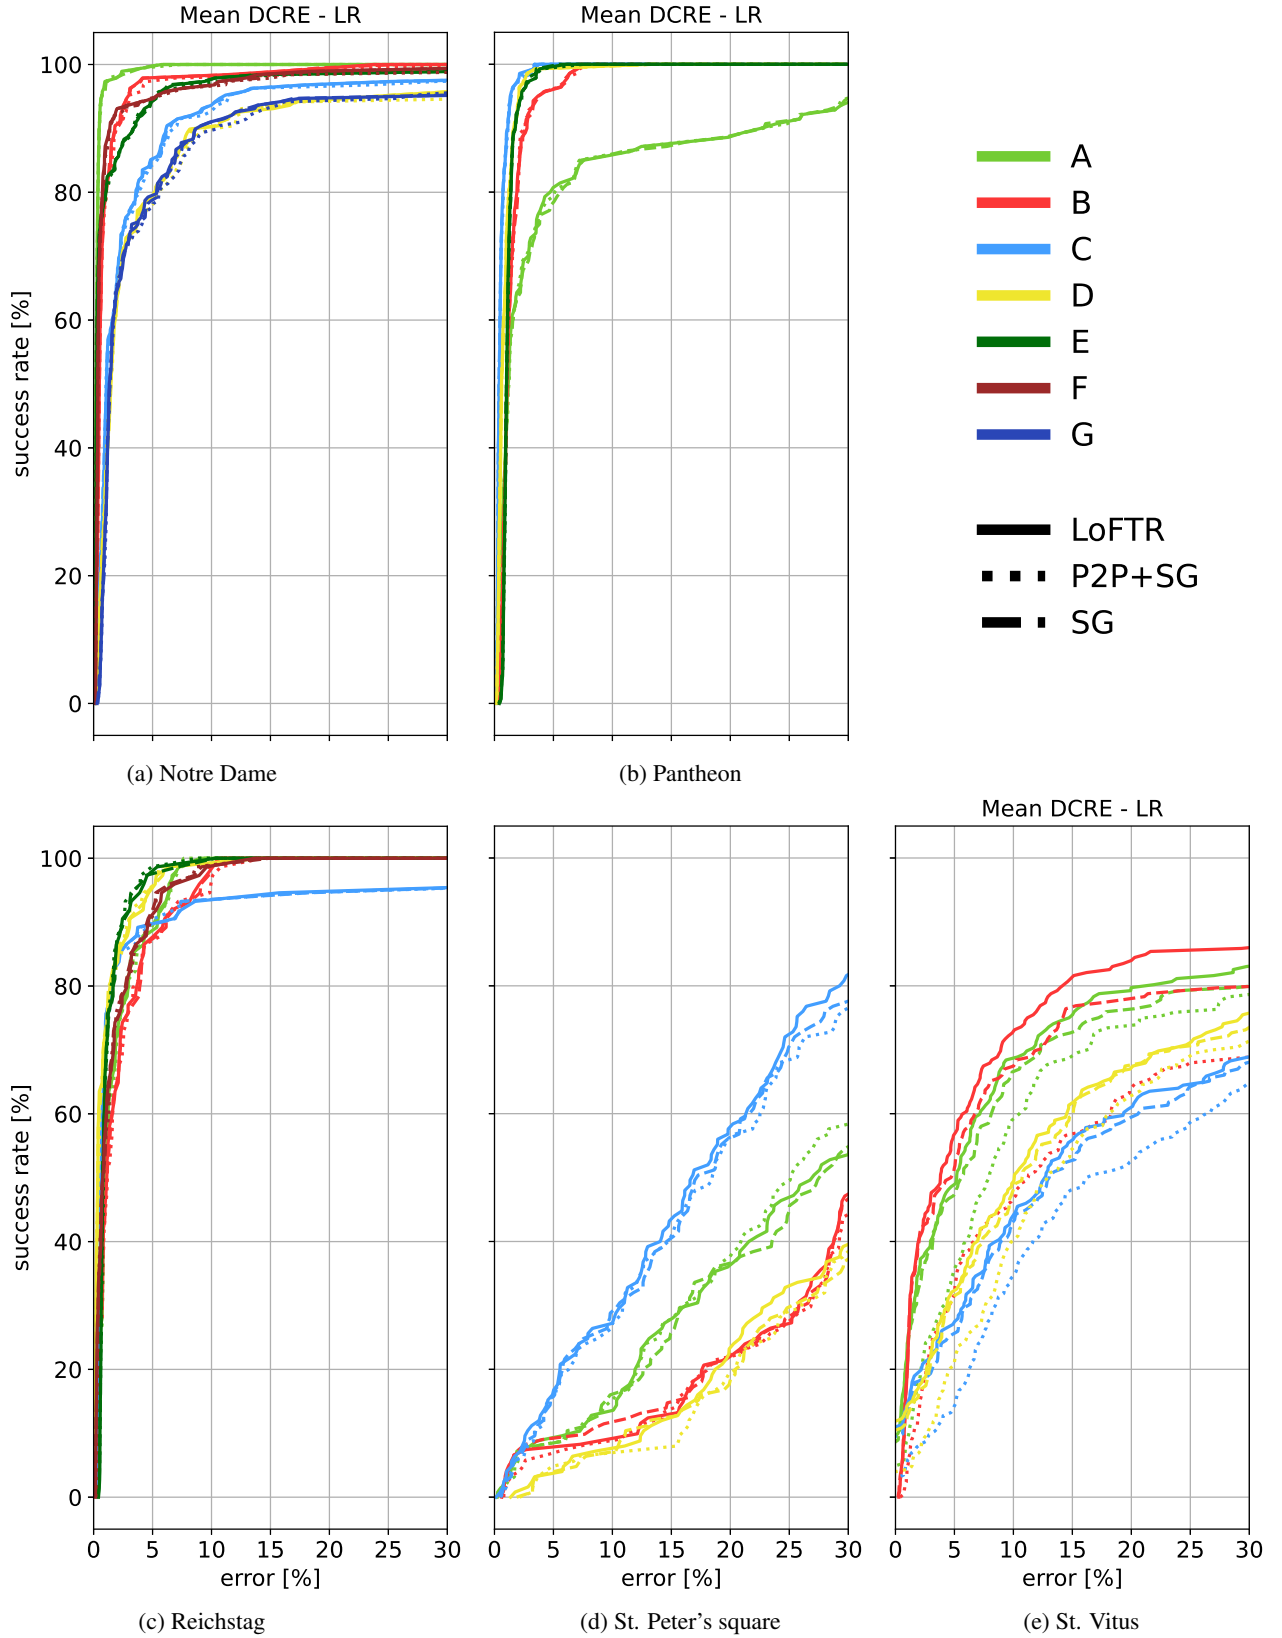 Mean DCRE - LR
Mean DCRE - LR
success rate [%]
100
80
60
40
20
0
A
B
C
D
E
F
G
LoFTR
P2P+SG
SG
(a) Notre Dame
(b) Pantheon
Mean DCRE - LR
success rate [%]
100
80
60
40
20
0
0 5 10 15 20 25 30
0 5 10 15 20 25 30
0 5 10 15 20 25 30
error [%]
error [%]
error [%]
(c) Reichstag
(d) St. Peter's square
(e) St. Vitus